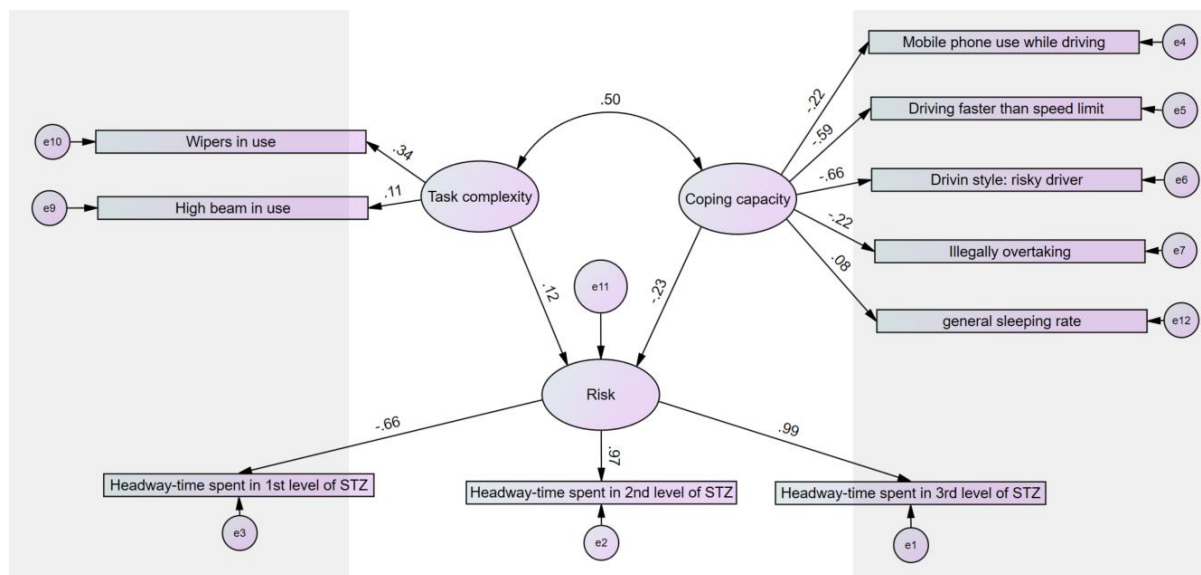 Mobile phone use while driving
e4
.50
-.22
Driving faster than speed limit
e5
e10
Wipers in use
.34
-.59
Task complexity
Coping capacity
-.66
Drivin style: risky driver
e6
e9
High beam in use
.11
-.22
Illegally overtaking
e7
.08
general sleeping rate
e12
.12
e11
-.23
Risk
-.66
.97
.99
Headway-time spent in 1st level of STZ
Headway-time spent in 2nd level of STZ
Headway-time spent in 3rd level of STZ
e3
e2
e1